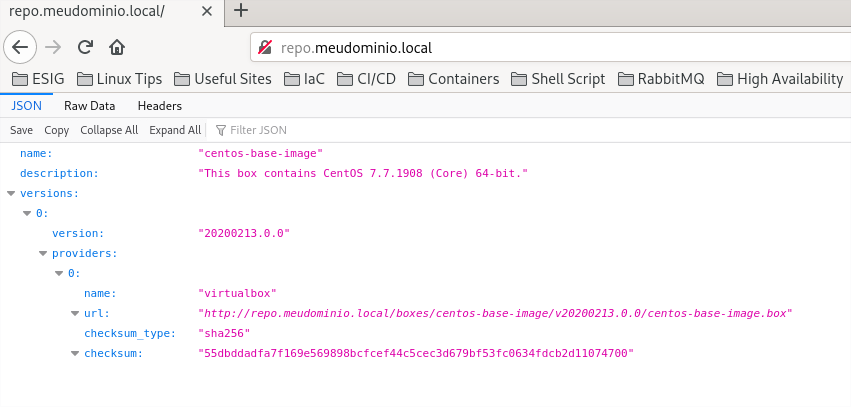 repo.meudominio.local/
repo.meudominio.local
ESIG Linux Tips Useful Sites IaC CI/CD Containers Shell Script RabbitMQ High Availability
JSON Raw Data Headers
Save Copy Collapse All Expand All Filter JSON
name: "centos-base-image"
description: "This box contains CentOS 7.7.1908 (Core) 64-bit."
versions:
0:
version: "20200213.0.0"
providers:
0:
name: "virtualbox"
url: "http://repo.meudominio.local/boxes/centos-base-image/v20200213.0.0/centos-base-image.box"
checksum_type: "sha256"
checksum: "55dbddadfa7f169e569898bcfcef44c5cec3d679bf53fc0634fdcb2d11074700"